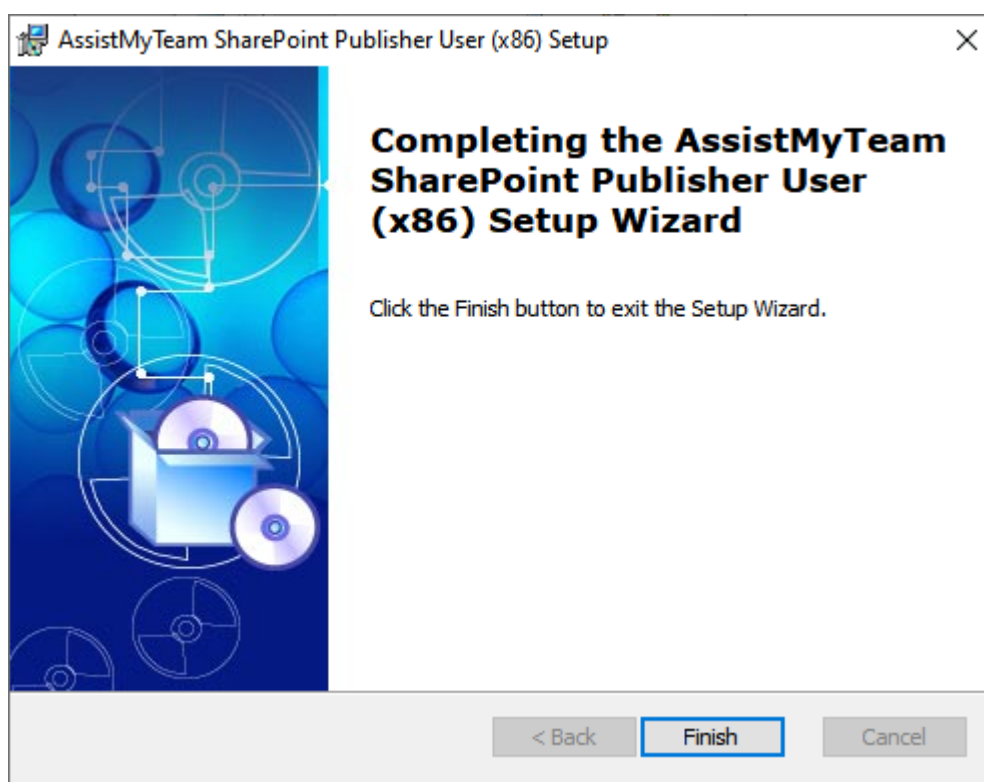 AssistMyTeam SharePoint Publisher User (x86) Setup
Completing the AssistMyTeam
SharePoint Publisher User
(x86) Setup Wizard
Click the Finish button to exit the Setup Wizard.
< Back
Finish
Cancel